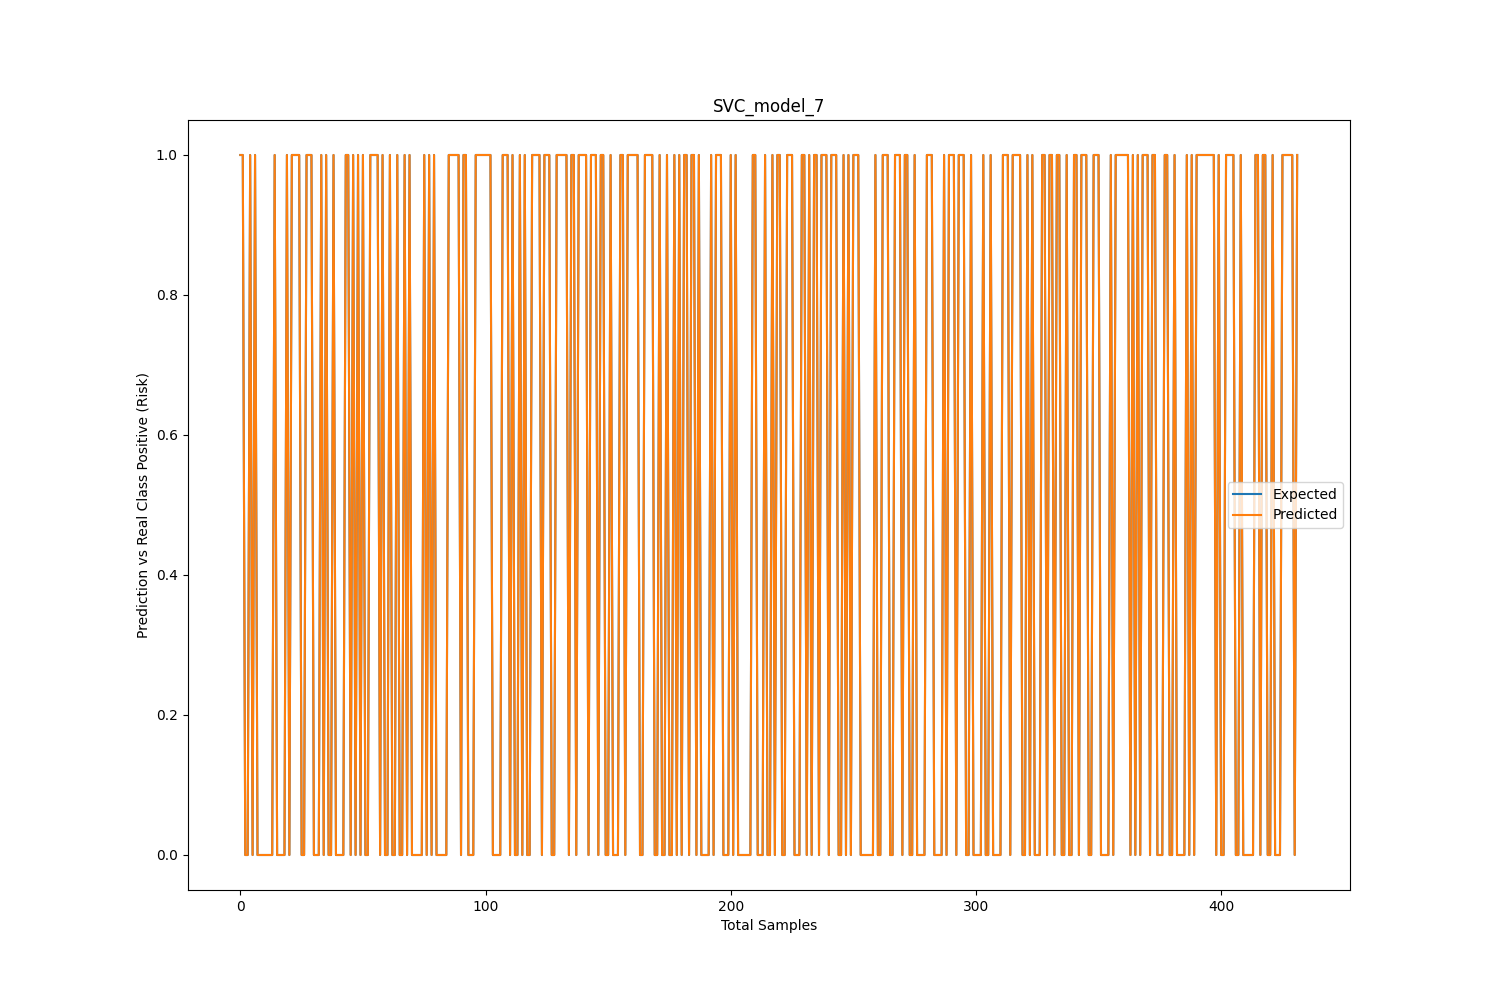 SVC_model_7
Prediction vs Real Class Positive (Risk)
1.0
0.8
0.6
0.4
0.2
0.0
Expected
Predicted
0
100
200
300
400
Total Samples